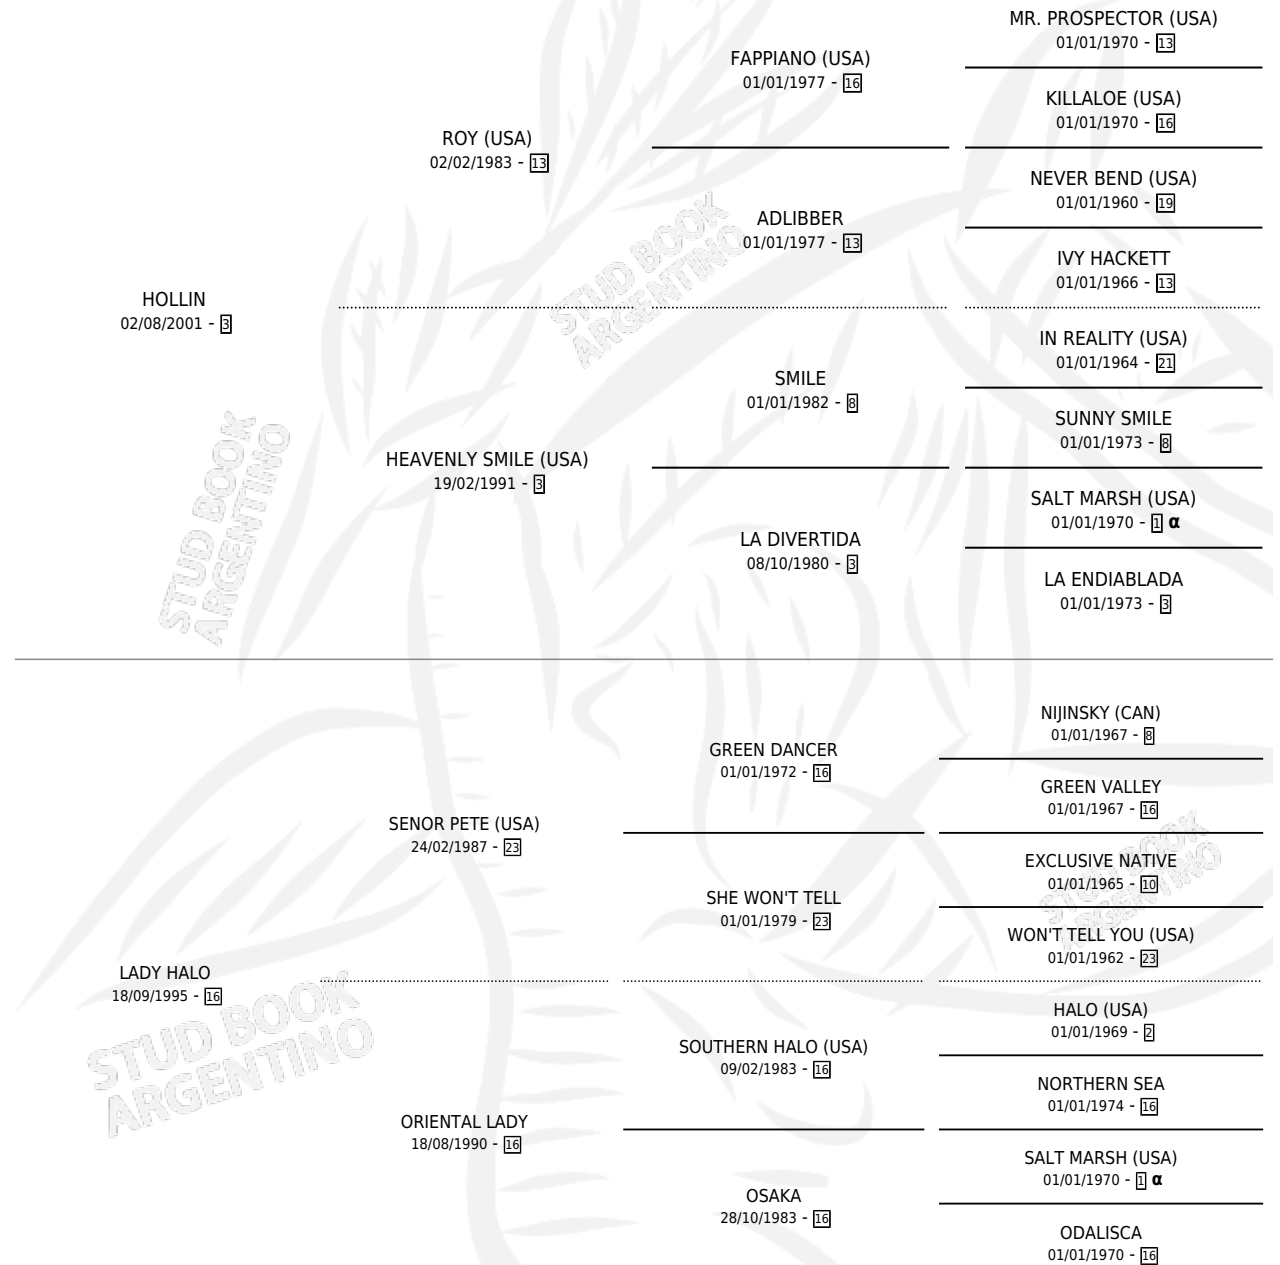 MR. PROSPECTOR (USA)
01/01/1970 - 13
FAPPIANO (USA)
01/01/1977 - 16
KILLALOE (USA)
01/01/1970 - 16
ROY (USA)
02/02/1983 - 13
NEVER BEND (USA)
01/01/1960 - 19
ADLIBBER
01/01/1977 - 13
IVY HACKETT
01/01/1966 - 13
HOLLIN
02/08/2001 - 3
IN REALITY (USA)
01/01/1964 - 21
SMILE
01/01/1982 - 8
SUNNY SMILE
01/01/1973 - 8
HEAVENLY SMILE (USA)
19/02/1991 - 3
SALT MARSH (USA)
01/01/1970 - 1 α
LA DIVERTIDA
08/10/1980 - 3
LA ENDIABLADA
01/01/1973 - 3
STUD BOOK
ARGENTINO
STUD BOOK
ARGENTINO
NIJINSKY (CAN)
01/01/1967 - 8
GREEN DANCER
01/01/1972 - 16
GREEN VALLEY
01/01/1967 - 16
SENOR PETE (USA)
24/02/1987 - 23
EXCLUSIVE NATIVE
01/01/1965 - 10
SHE WON'T TELL
01/01/1979 - 23
WON'T TELL YOU (USA)
01/01/1962 - 23
LADY HALO
18/09/1995 - 16
HALO (USA)
01/01/1969 - 2
SOUTHERN HALO (USA)
09/02/1983 - 16
NORTHERN SEA
01/01/1974 - 16
ORIENTAL LADY
18/08/1990 - 16
SALT MARSH (USA)
01/01/1970 - 1 α
OSAKA
28/10/1983 - 16
ODALISCA
01/01/1970 - 16
STUD BOOK
ARGENTINO
STUD BOOK
ARGENTINO